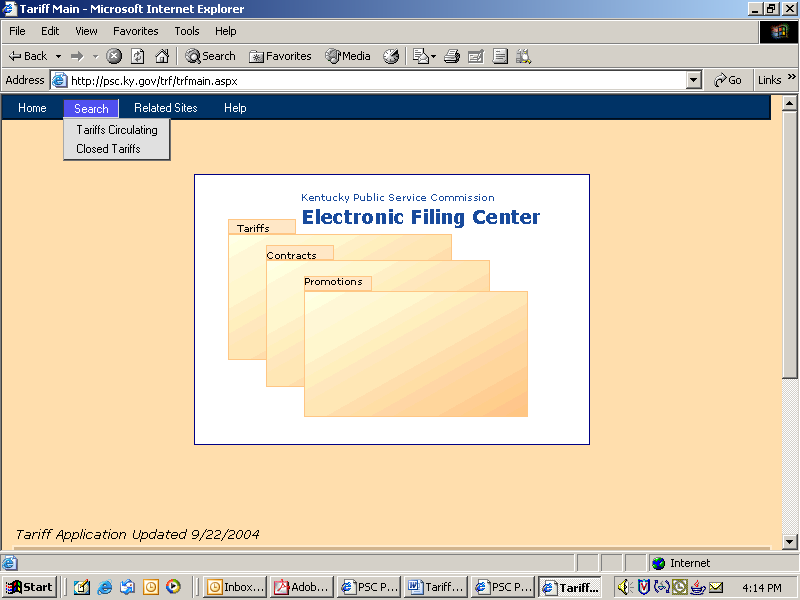 Tariff Main - Microsoft Internet Explorer
File Edit View Favorites Tools Help
Back Search Favorites Media
Address http://psc.ky.gov/trf/trfmain.aspx Go Links »
Home Search Related Sites Help
Tariffs Circulating
Closed Tariffs
Kentucky Public Service Commission
Electronic Filing Center
Tariffs
Contracts
Promotions
Tariff Application Updated 9/22/2004
Internet
Start Inbox... Adob... PSC P... Tariff... PSC P... Tariff... 4:14 PM